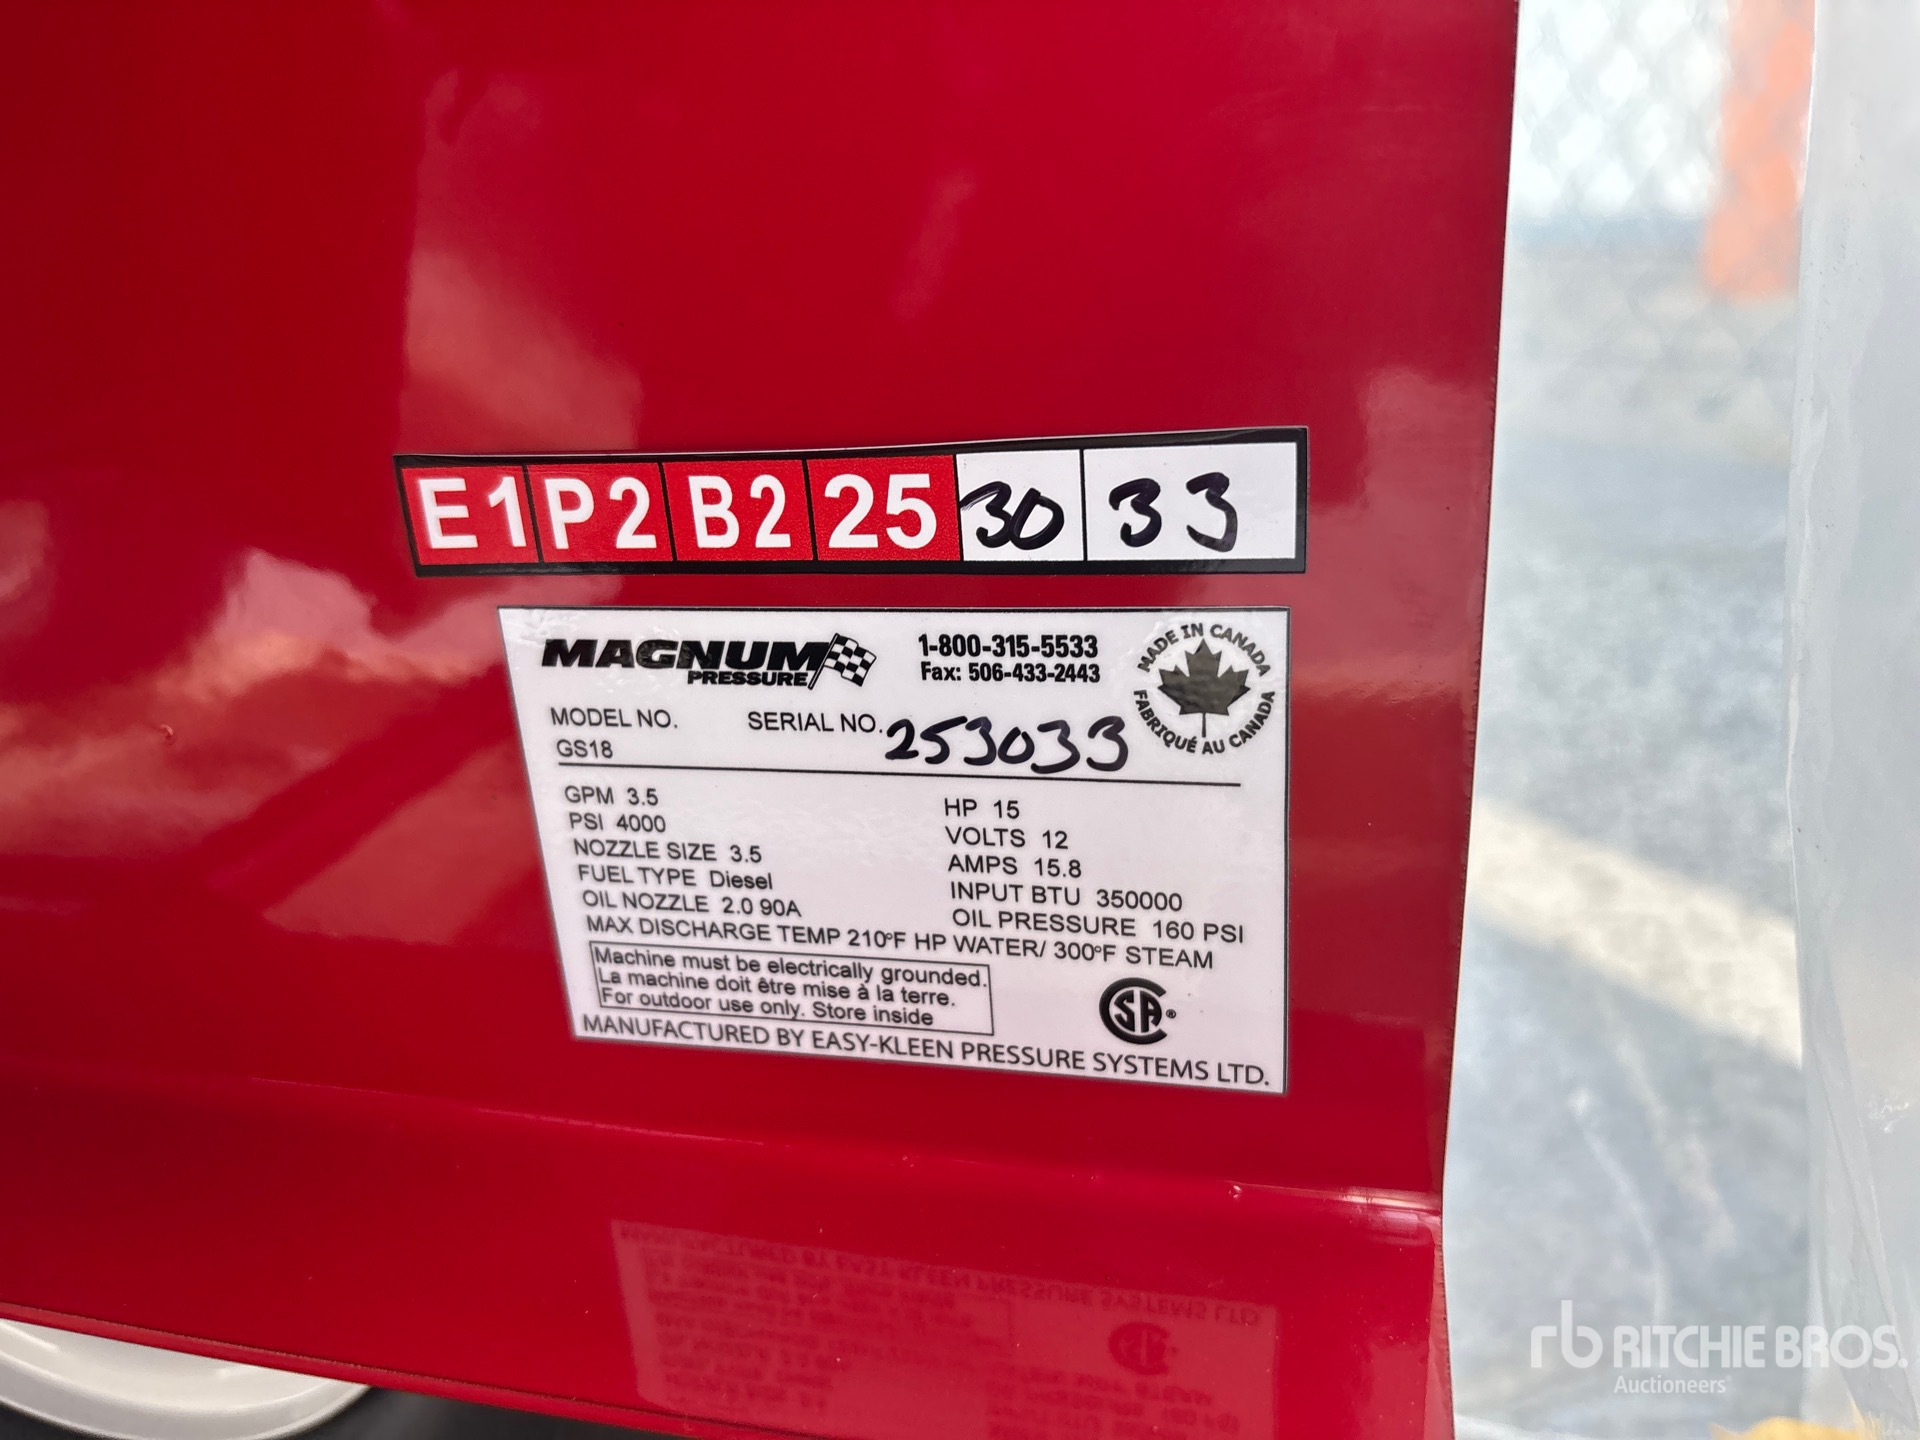 E1 P2 B2 25 30 33
MAGNUM
PRESSURE
1-800-315-5533
Fax: 506-433-2443
MADE IN CANADA
FABRIQUÉ AU CANADA
MODEL NO. SERIAL NO. 253033
GS18
GPM 3.5 HP 15
PSI 4000 VOLTS 12
NOZZLE SIZE 3.5 AMPS 15.8
FUEL TYPE Diesel INPUT BTU 350000
OIL NOZZLE 2.0 90A OIL PRESSURE 160 PSI
MAX DISCHARGE TEMP 210°F HP WATER/ 300°F STEAM
Machine must be electrically grounded.
La machine doit être mise à la terre.
For outdoor use only. Store inside
CSA®
MANUFACTURED BY EASY-KLEEN PRESSURE SYSTEMS LTD.
rb RITCHIE BROS.
Auctioneers